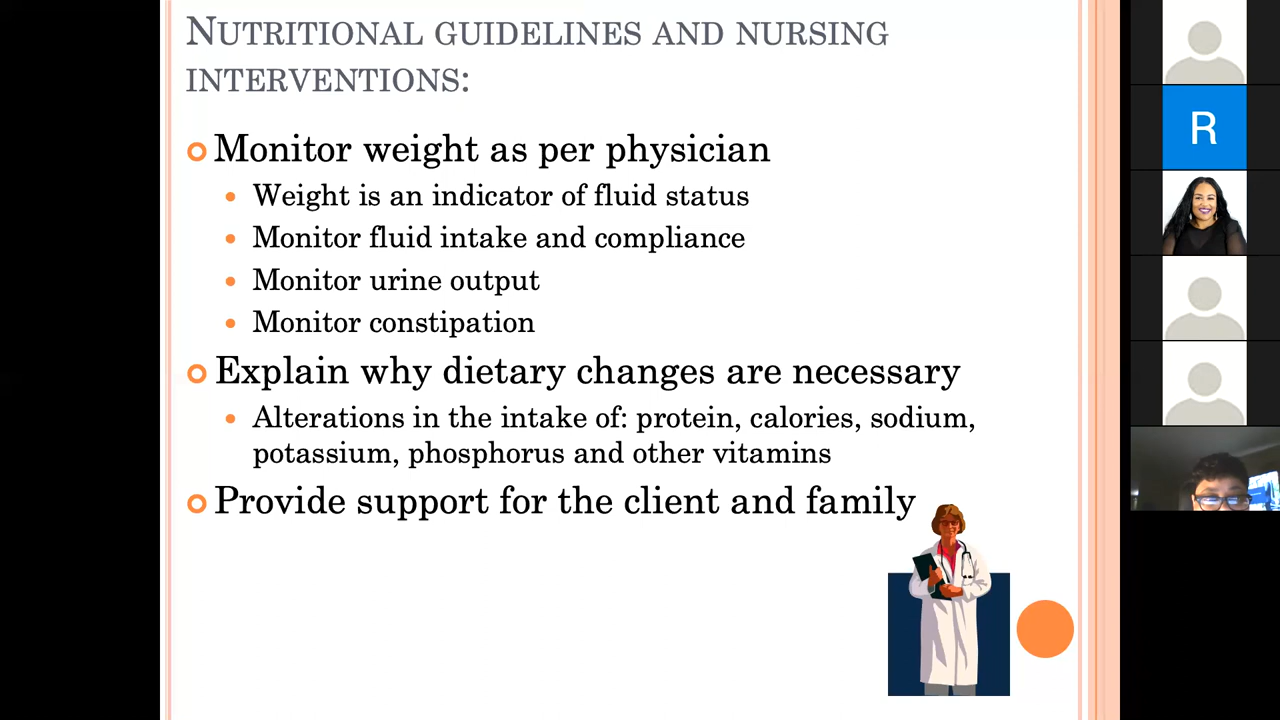 NUTRITIONAL GUIDELINES AND NURSING
INTERVENTIONS:
Monitor weight as per physician
Weight is an indicator of fluid status
Monitor fluid intake and compliance
Monitor urine output
Monitor constipation
Explain why dietary changes are necessary
Alterations in the intake of: protein, calories, sodium,
potassium, phosphorus and other vitamins
Provide support for the client and family
R